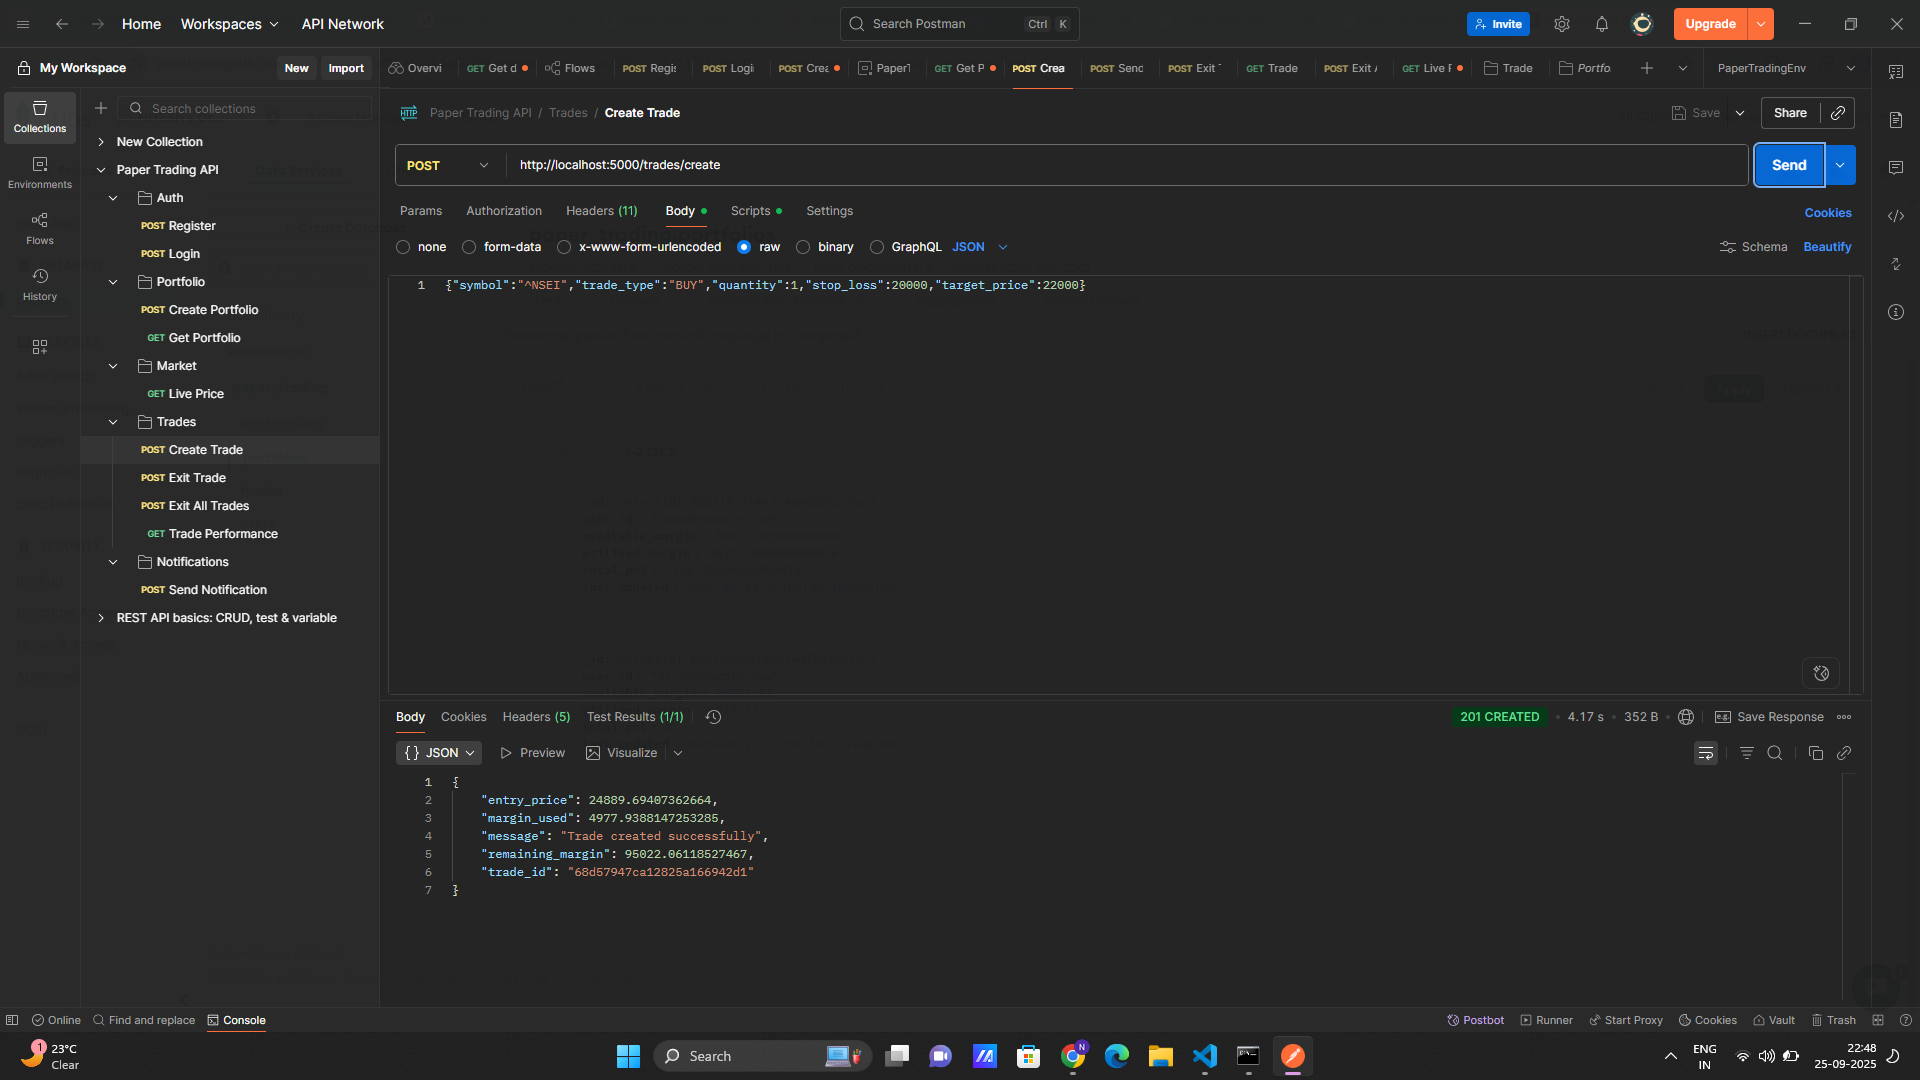 Home Workspaces API Network
Search Postman Ctrl K
Invite Upgrade
My Workspace New Import
Overvi GET Get d Flows POST Regis POST Logi POST Crea PaperT GET Get P POST Crea POST Send POST Exit T GET Trade POST Exit A GET Live P Trade Portfo PaperTradingEnv
Collections
Environments
Flows
History
Search collections
New Collection
Paper Trading API
Auth
POST Register
POST Login
Portfolio
POST Create Portfolio
GET Get Portfolio
Market
GET Live Price
Trades
POST Create Trade
POST Exit Trade
POST Exit All Trades
GET Trade Performance
Notifications
POST Send Notification
REST API basics: CRUD, test & variable
HTTP Paper Trading API / Trades / Create Trade Save Share
POST http://localhost:5000/trades/create Send
Params Authorization Headers (11) Body Scripts Settings Cookies
none form-data x-www-form-urlencoded raw binary GraphQL JSON Schema Beautify
1 {"symbol":"^NSEI","trade_type":"BUY","quantity":1,"stop_loss":20000,"target_price":22000}
Body Cookies Headers (5) Test Results (1/1) 201 CREATED • 4.17 s • 352 B e.g. Save Response
{} JSON Preview Visualize
1 {
2 "entry_price": 24889.69407362664,
3 "margin_used": 4977.9388147253285,
4 "message": "Trade created successfully",
5 "remaining_margin": 95022.06118527467,
6 "trade_id": "68d57947ca12825a166942d1"
7 }
Online Find and replace Console Postbot Runner Start Proxy Cookies Vault Trash
1 23°C
Clear
Search
N
ENG
IN
22:48
25-09-2025